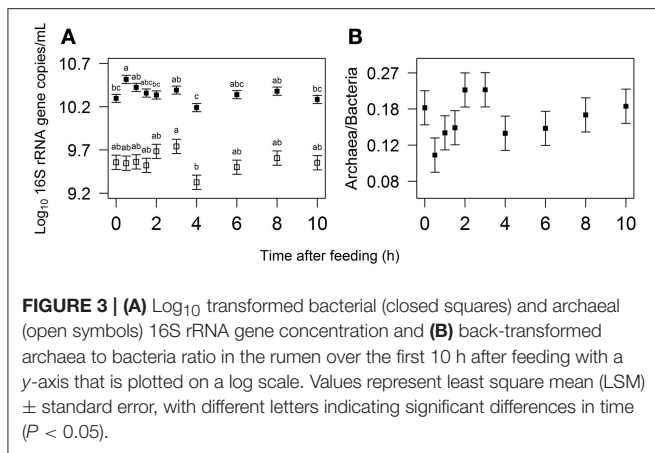 A
B
Log10 16S rRNA gene copies/mL
10.7
10.2
9.7
9.2
bc
a
ab
abc
bc
ab
c
abc
ab
bc
ab
ab
ab
ab
ab
a
b
ab
ab
ab
0 2 4 6 8 10
Archaea/Bacteria
0.27
0.18
0.12
0.08
0 2 4 6 8 10
Time after feeding (h)
FIGURE 3 | (A) Log10 transformed bacterial (closed squares) and archaeal
(open symbols) 16S rRNA gene concentration and (B) back-transformed
archaea to bacteria ratio in the rumen over the first 10 h after feeding with a
y-axis that is plotted on a log scale. Values represent least square mean (LSM)
± standard error, with different letters indicating significant differences in time
(P < 0.05).